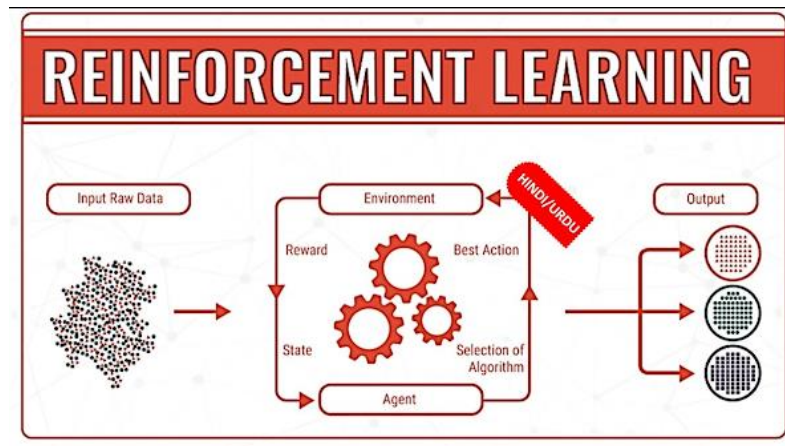 REINFORCEMENT LEARNING
Input Raw Data
Environment
HINDI/URDU
Output
Reward
Best Action
State
Selection of
Algorithm
Agent